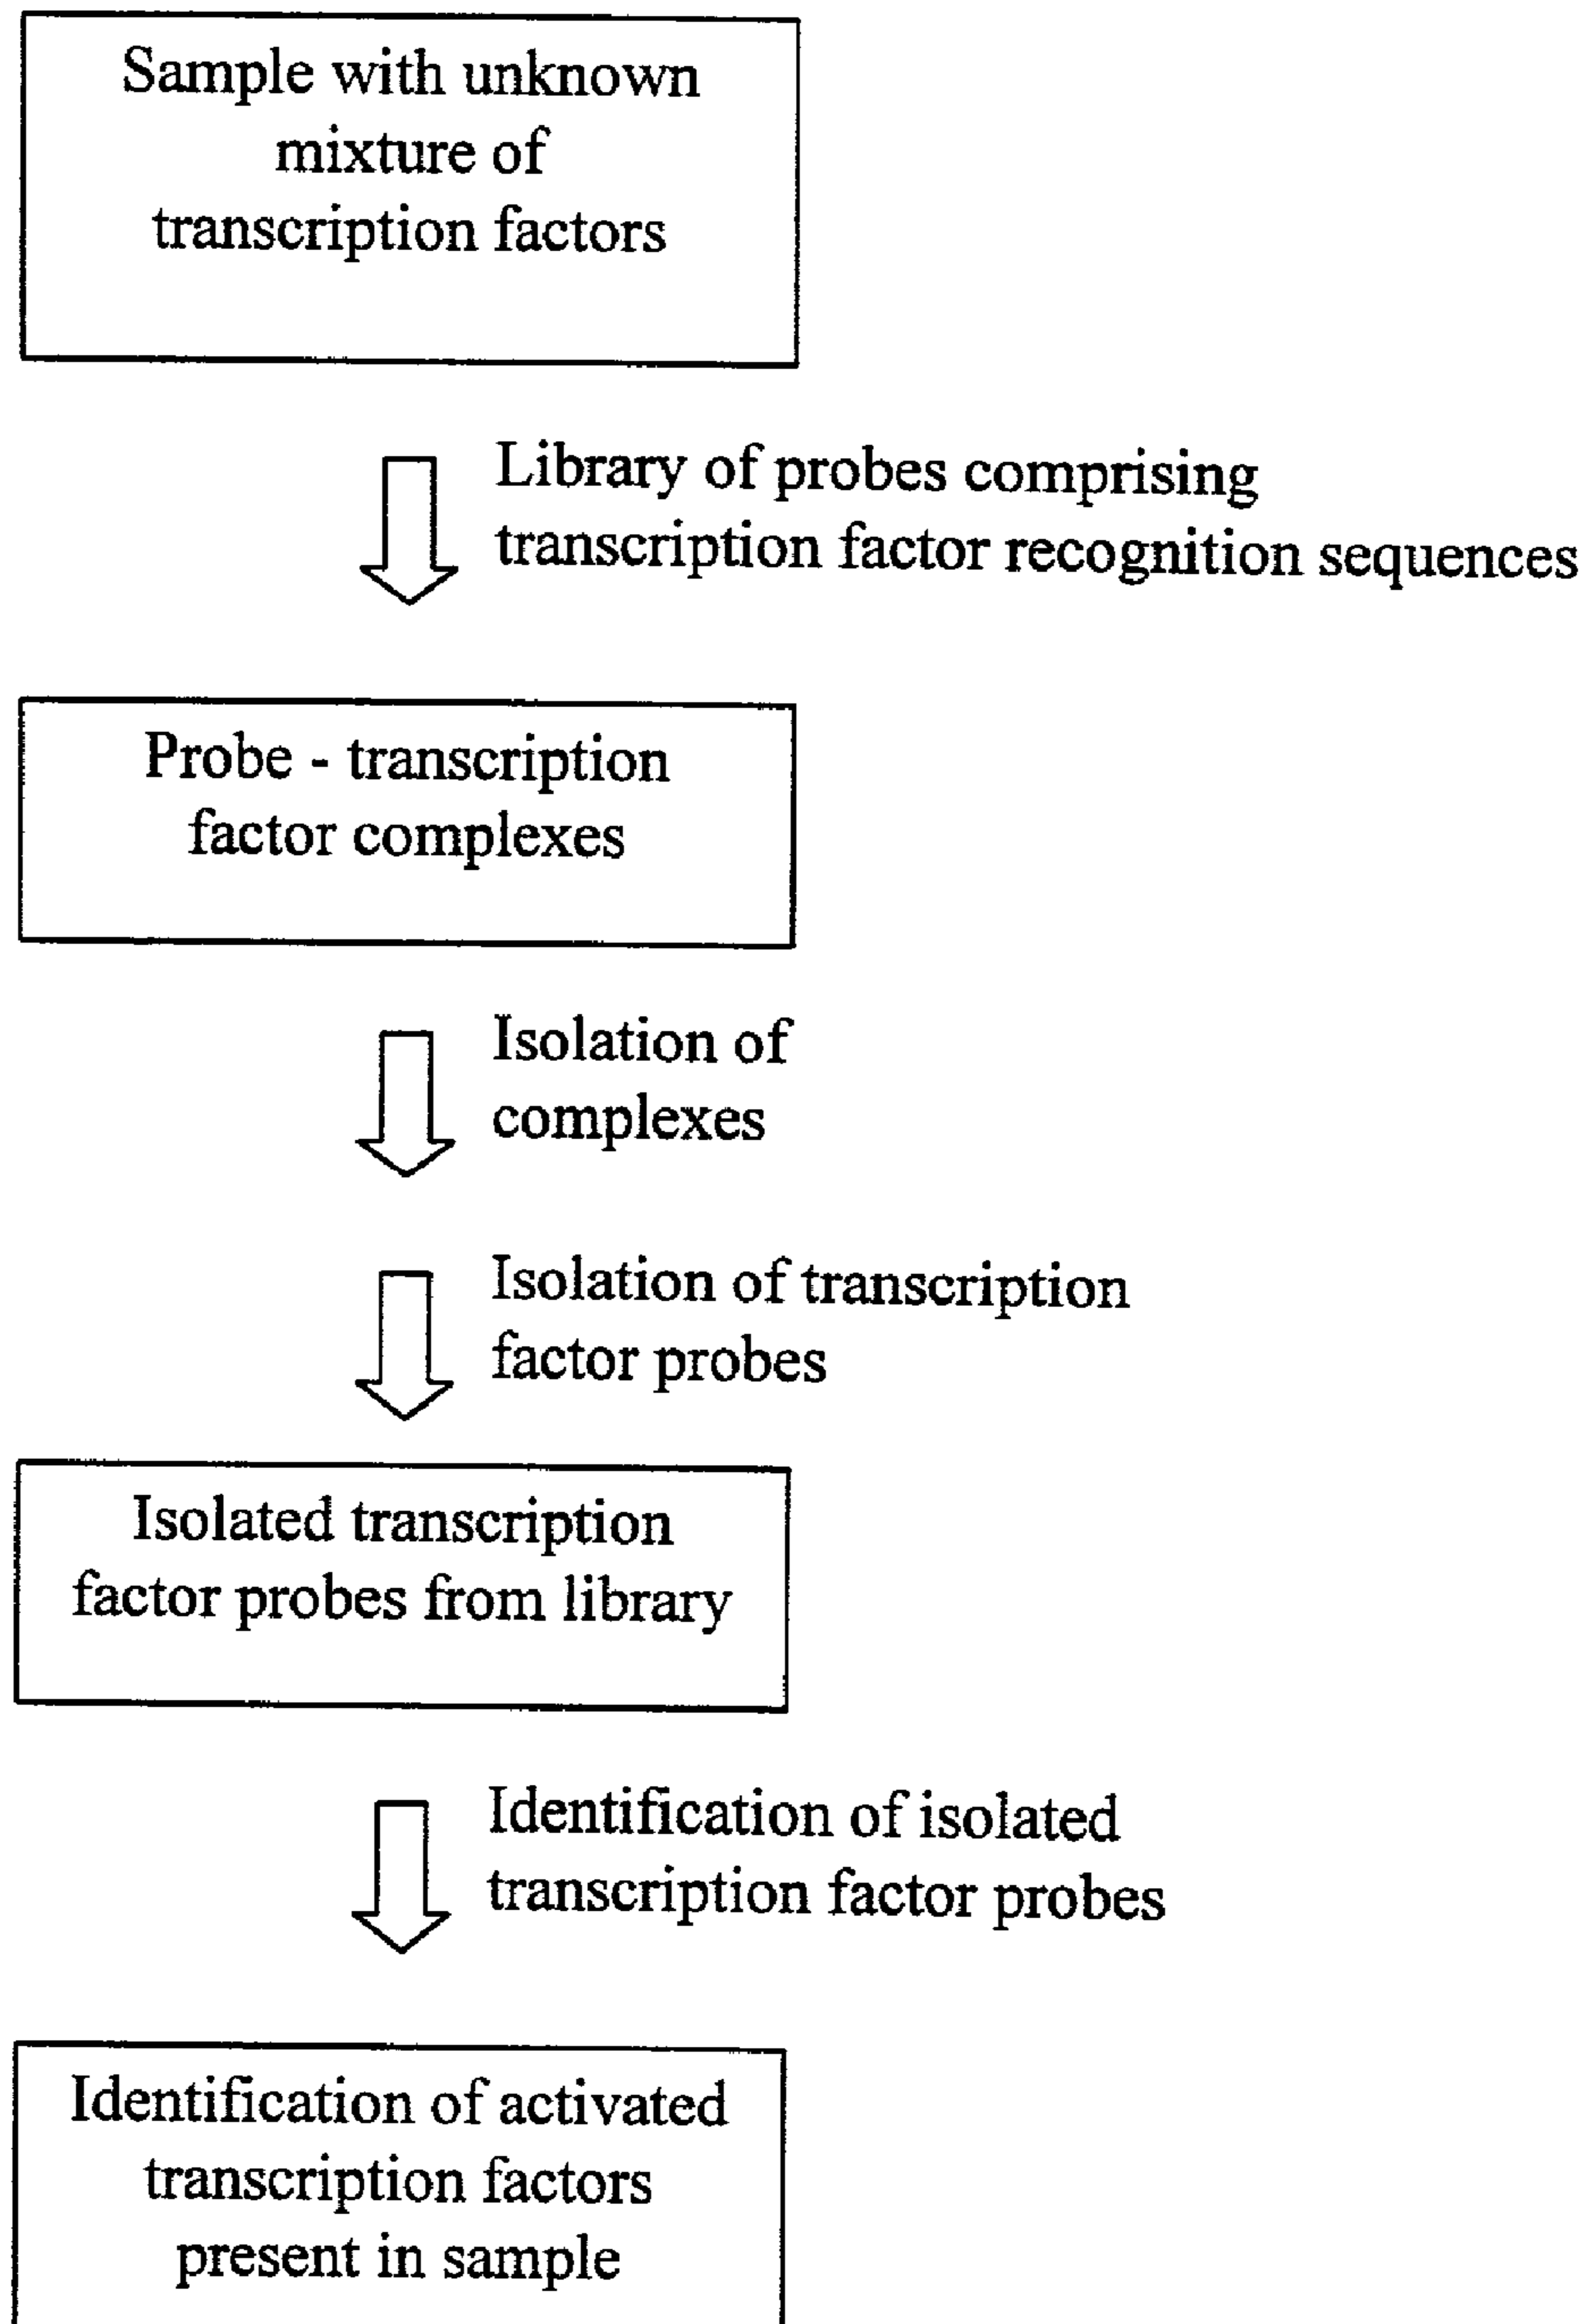 Sample with unknown
mixture of
transcription factors
Library of probes comprising
transcription factor recognition sequences
Probe - transcription
factor complexes
Isolation of
complexes
Isolation of transcription
factor probes
Isolated transcription
factor probes from library
Identification of isolated
transcription factor probes
Identification of activated
transcription factors
present in sample